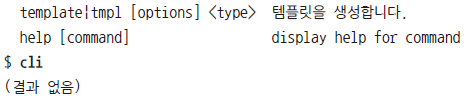 template|tmpl [options] <type>  템플릿을 생성합니다.
help [command]                  display help for command
$ cli
(결과 없음)